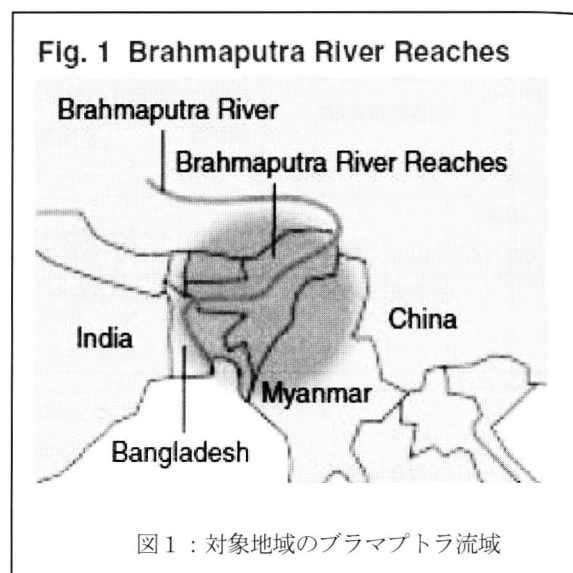 Fig. 1 Brahmaputra River Reaches
Brahmaputra River
Brahmaputra River Reaches
India
China
Myanmar
Bangladesh
図1：対象地域のブラマプトラ流域